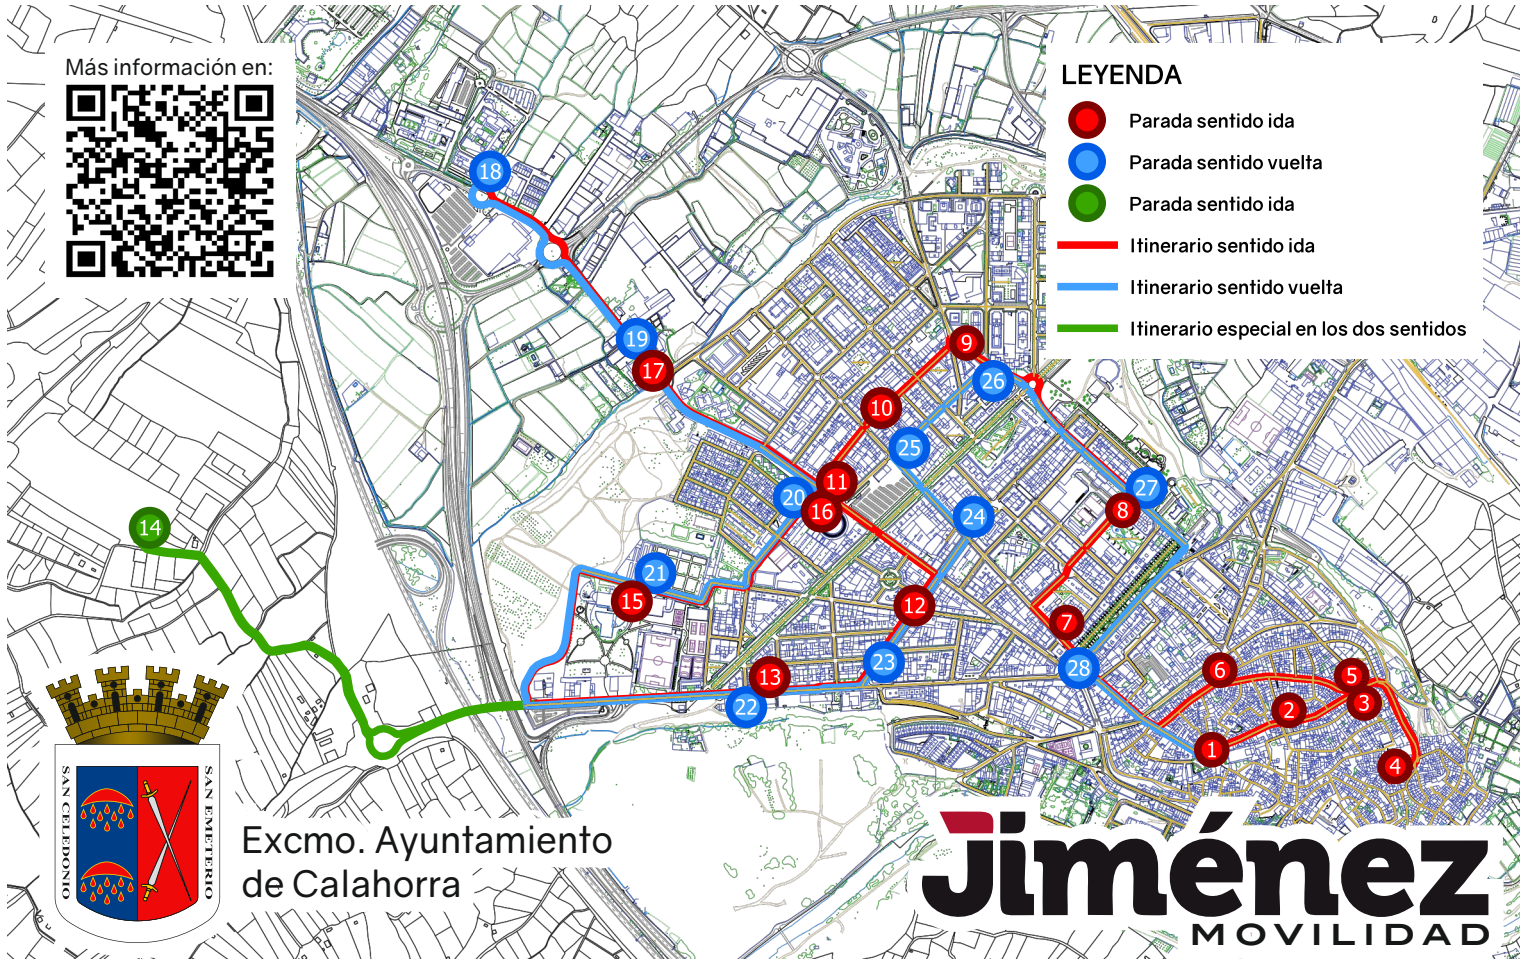 Más información en:
LEYENDA
Parada sentido ida
Parada sentido vuelta
Parada sentido ida
Itinerario sentido ida
Itinerario sentido vuelta
Itinerario especial en los dos sentidos
18
19
17
9
26
10
25
11
20
16
27
8
24
14
21
15
12
7
23
13
22
28
6
5
3
2
1
4
SAN CELEDONIO
SAN EMETERIO
Excmo. Ayuntamiento
de Calahorra
Jiménez
MOVILIDAD